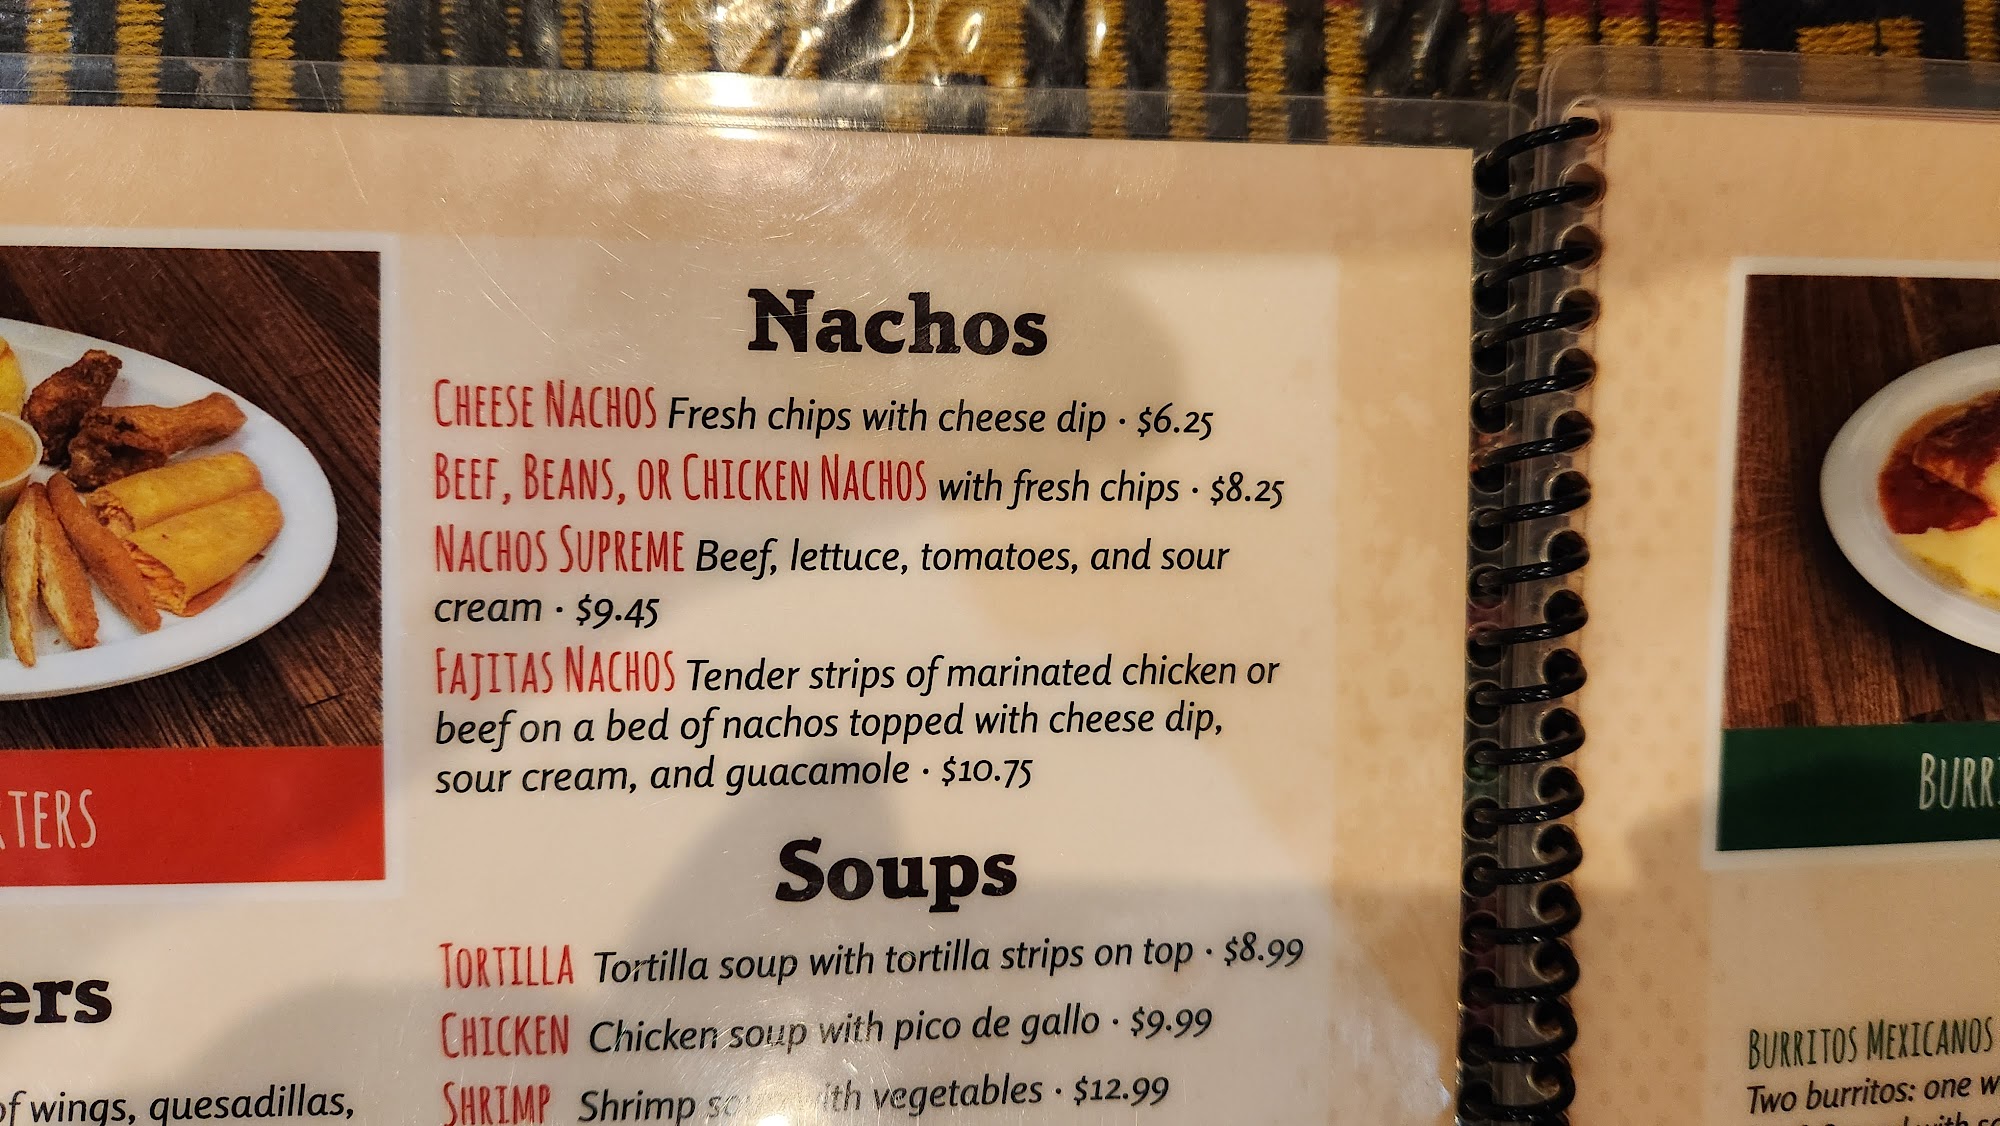 Nachos
CHEESE NACHOS Fresh chips with cheese dip · $6.25
BEEF, BEANS, OR CHICKEN NACHOS with fresh chips · $8.25
NACHOS SUPREME Beef, lettuce, tomatoes, and sour
cream · $9.45
FAJITAS NACHOS Tender strips of marinated chicken or
beef on a bed of nachos topped with cheese dip,
sour cream, and guacamole · $10.75
Soups
TORTILLA Tortilla soup with tortilla strips on top · $8.99
CHICKEN Chicken soup with pico de gallo · $9.99
SHRIMP Shrimp with vegetables · $12.99
TERS
ers
of wings, quesadillas,
BURRI
BURRITOS MEXICANOS
Two burritos: one w